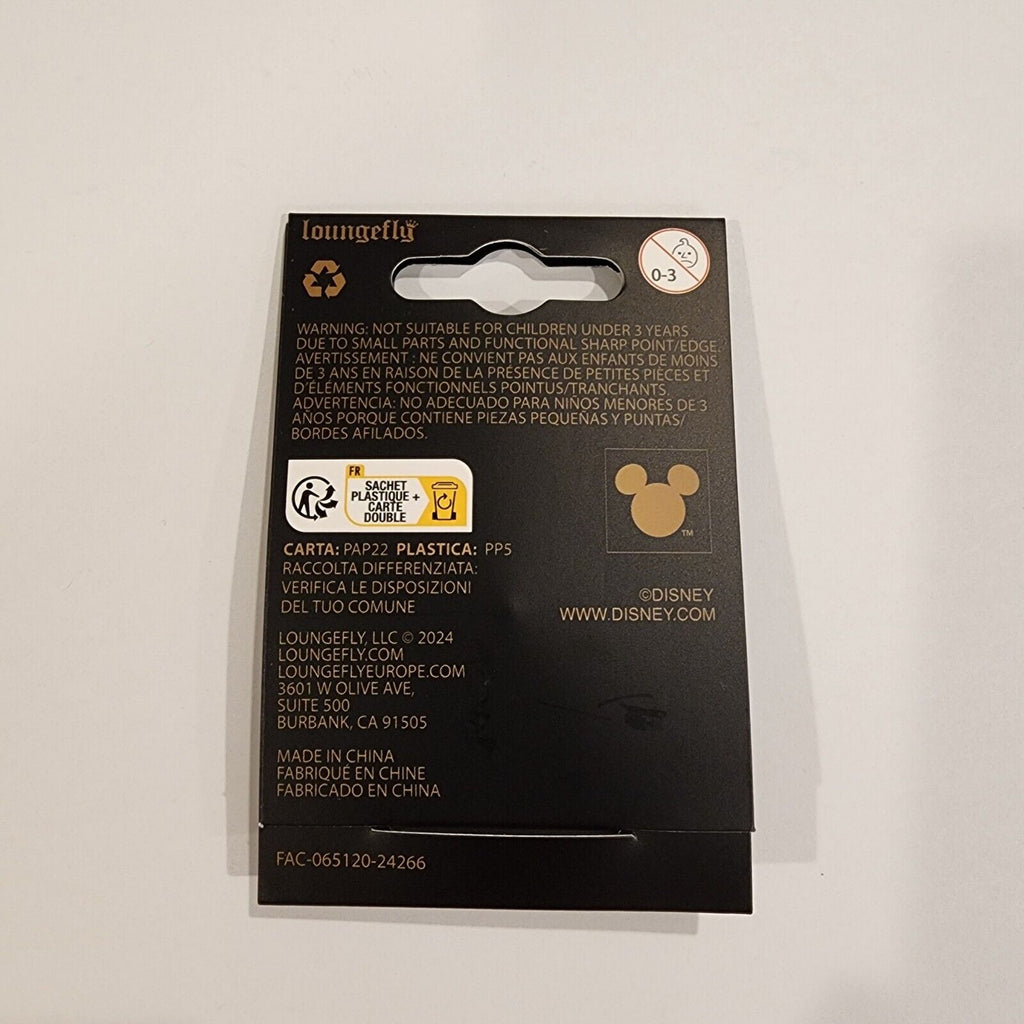 loungefly
0-3
WARNING: NOT SUITABLE FOR CHILDREN UNDER 3 YEARS
DUE TO SMALL PARTS AND FUNCTIONAL SHARP POINT/EDGE.
AVERTISSEMENT : NE CONVIENT PAS AUX ENFANTS DE MOINS
DE 3 ANS EN RAISON DE LA PRÉSENCE DE PETITES PIÈCES ET
D'ÉLÉMENTS FONCTIONNELS POINTUS/TRANCHANTS.
ADVERTENCIA: NO ADECUADO PARA NIÑOS MENORES DE 3
AÑOS PORQUE CONTIENE PIEZAS PEQUEÑAS Y PUNTAS/
BORDES AFILADOS.
FR
SACHET
PLASTIQUE +
CARTE
DOUBLE
TM
CARTA: PAP22 PLASTICA: PP5
RACCOLTA DIFFERENZIATA:
VERIFICA LE DISPOSIZIONI
DEL TUO COMUNE
©DISNEY
WWW.DISNEY.COM
LOUNGEFLY, LLC © 2024
LOUNGEFLY.COM
LOUNGEFLYEUROPE.COM
3601 W OLIVE AVE,
SUITE 500
BURBANK, CA 91505
MADE IN CHINA
FABRIQUÉ EN CHINE
FABRICADO EN CHINA
FAC-065120-24266